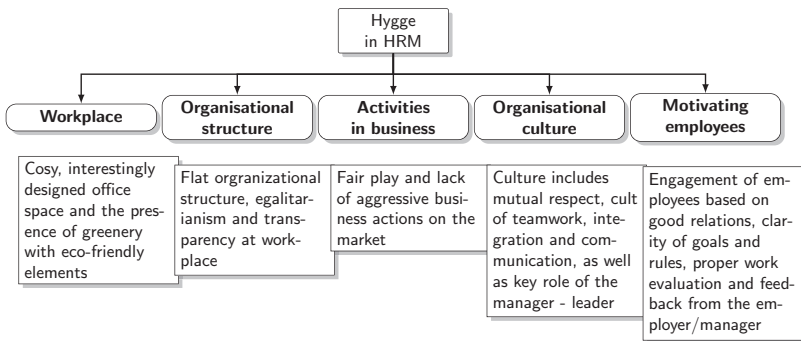 Hygge
in HRM
Workplace
Organisational
structure
Activities
in business
Organisational
culture
Motivating
employees
Cosy, interestingly
designed office
space and the pres-
ence of greenery
with eco-friendly
elements
Flat orgranizational
structure, egalitar-
ianism and trans-
parency at work-
place
Fair play and lack
of aggressive busi-
ness actions on the
market
Culture includes
mutual respect, cult
of teamwork, inte-
gration and com-
munication, as well
as key role of the
manager - leader
Engagement of em-
ployees based on
good relations, clar-
ity of goals and
rules, proper work
evaluation and feed-
back from the em-
ployer/manager